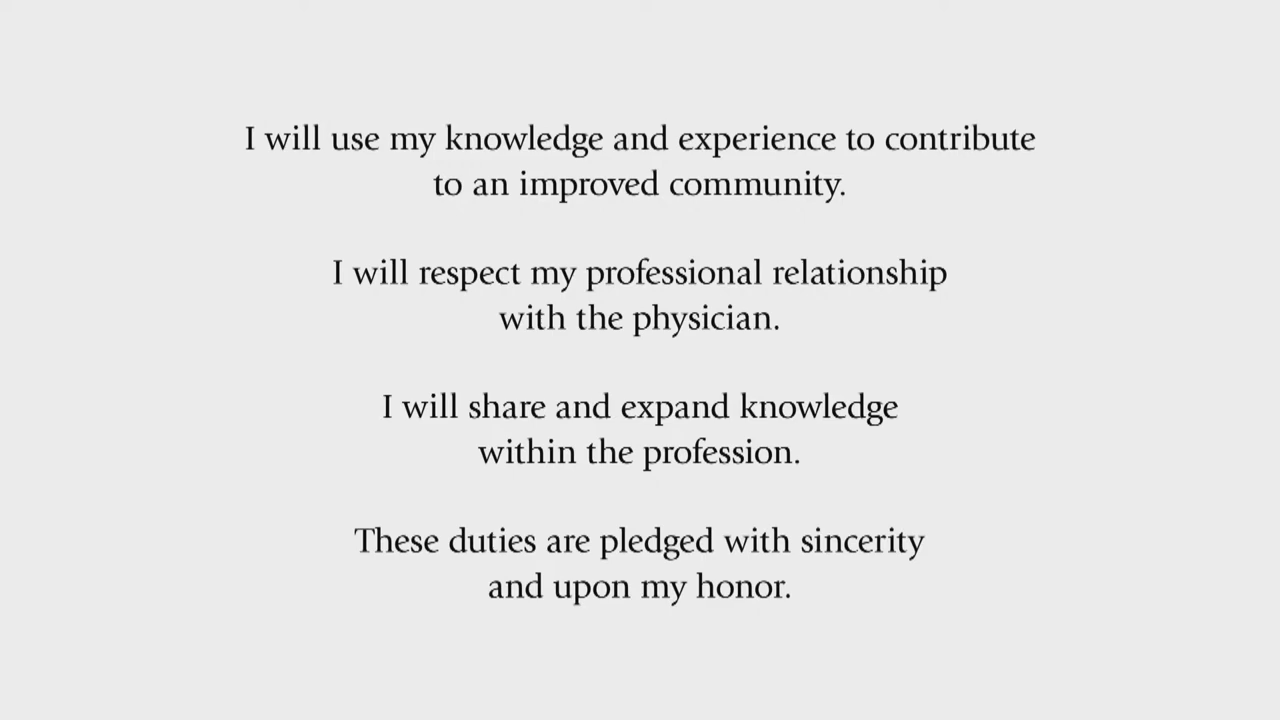 I will use my knowledge and experience to contribute
to an improved community.
I will respect my professional relationship
with the physician.
I will share and expand knowledge
within the profession.
These duties are pledged with sincerity
and upon my honor.